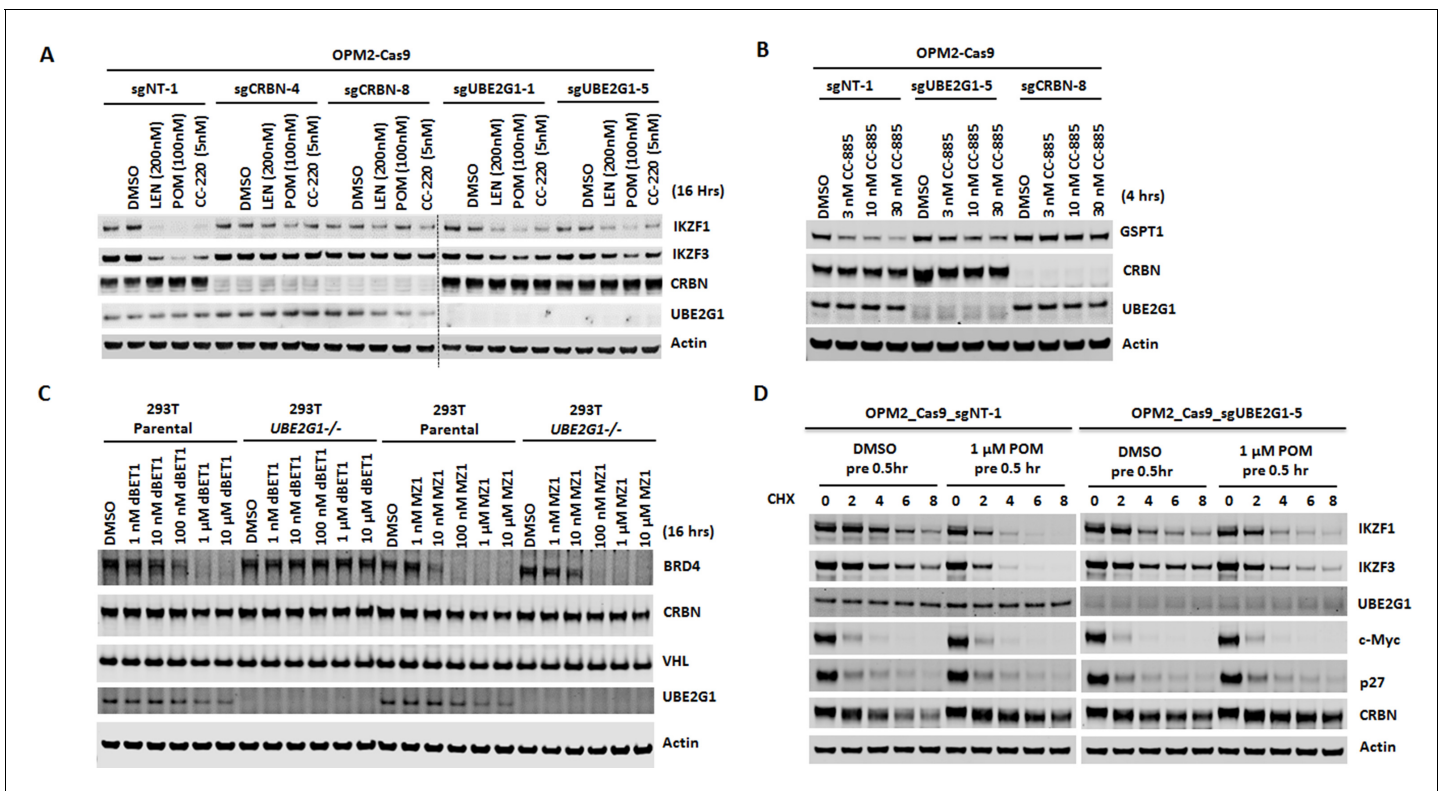 A
OPM2-Cas9
sgNT-1 sgCRBN-4 sgCRBN-8 sgUBE2G1-1 sgUBE2G1-5
DMSO LEN (200nM) POM (100nM) CC-220 (5nM) DMSO LEN (200nM) POM (100nM) CC-220 (5nM) DMSO LEN (200nM) POM (100nM) CC-220 (5nM) DMSO LEN (200nM) POM (100nM) CC-220 (5nM) DMSO LEN (200nM) POM (100nM) CC-220 (5nM)
(16 Hrs)
IKZF1
IKZF3
CRBN
UBE2G1
Actin
B
OPM2-Cas9
sgNT-1 sgUBE2G1-5 sgCRBN-8
DMSO 3 nM CC-885 10 nM CC-885 30 nM CC-885 DMSO 3 nM CC-885 10 nM CC-885 30 nM CC-885 DMSO 3 nM CC-885 10 nM CC-885 30 nM CC-885
(4 hrs)
GSPT1
CRBN
UBE2G1
Actin
C
293T 293T 293T 293T
Parental UBE2G1-/- Parental UBE2G1-/-
DMSO 1 nM dBET1 10 nM dBET1 100 nM dBET1 1 µM dBET1 10 µM dBET1 DMSO 1 nM dBET1 10 nM dBET1 100 nM dBET1 1 µM dBET1 10 µM dBET1 DMSO 1 nM MZ1 10 nM MZ1 100 nM MZ1 1 µM MZ1 10 µM MZ1 DMSO 1 nM MZ1 10 nM MZ1 100 nM MZ1 1 µM MZ1 10 µM MZ1
(16 hrs)
BRD4
CRBN
VHL
UBE2G1
Actin
D
OPM2_Cas9_sgNT-1 OPM2_Cas9_sgUBE2G1-5
DMSO 1 µM POM DMSO 1 µM POM
pre 0.5hr pre 0.5 hr pre 0.5hr pre 0.5 hr
CHX 0 2 4 6 8 0 2 4 6 8 0 2 4 6 8 0 2 4 6 8
IKZF1
IKZF3
UBE2G1
c-Myc
p27
CRBN
Actin